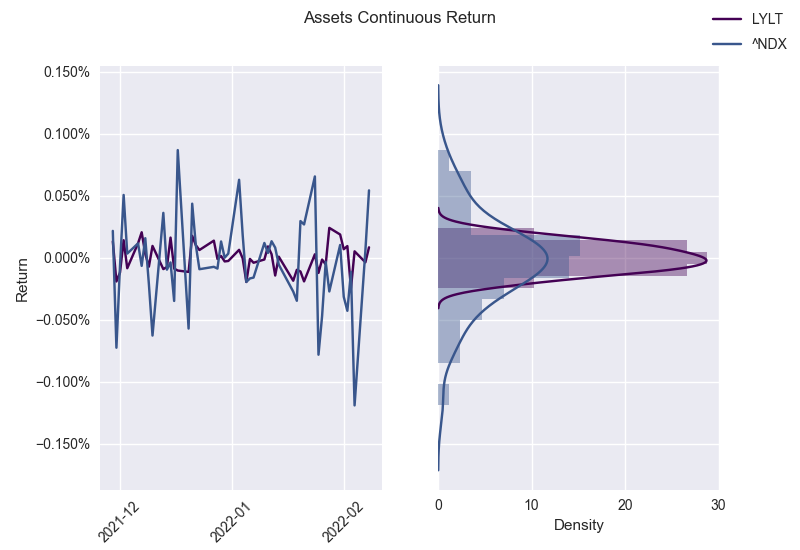 Assets Continuous Return
LYLT
^NDX
Return
0.150%
0.100%
0.050%
0.000%
−0.050%
−0.100%
−0.150%
2021-12
2022-01
2022-02
0
10
20
30
Density